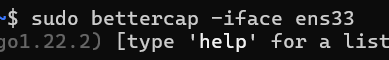 ~$ sudo bettercap -iface ens33
go1.22.2) [type 'help' for a list